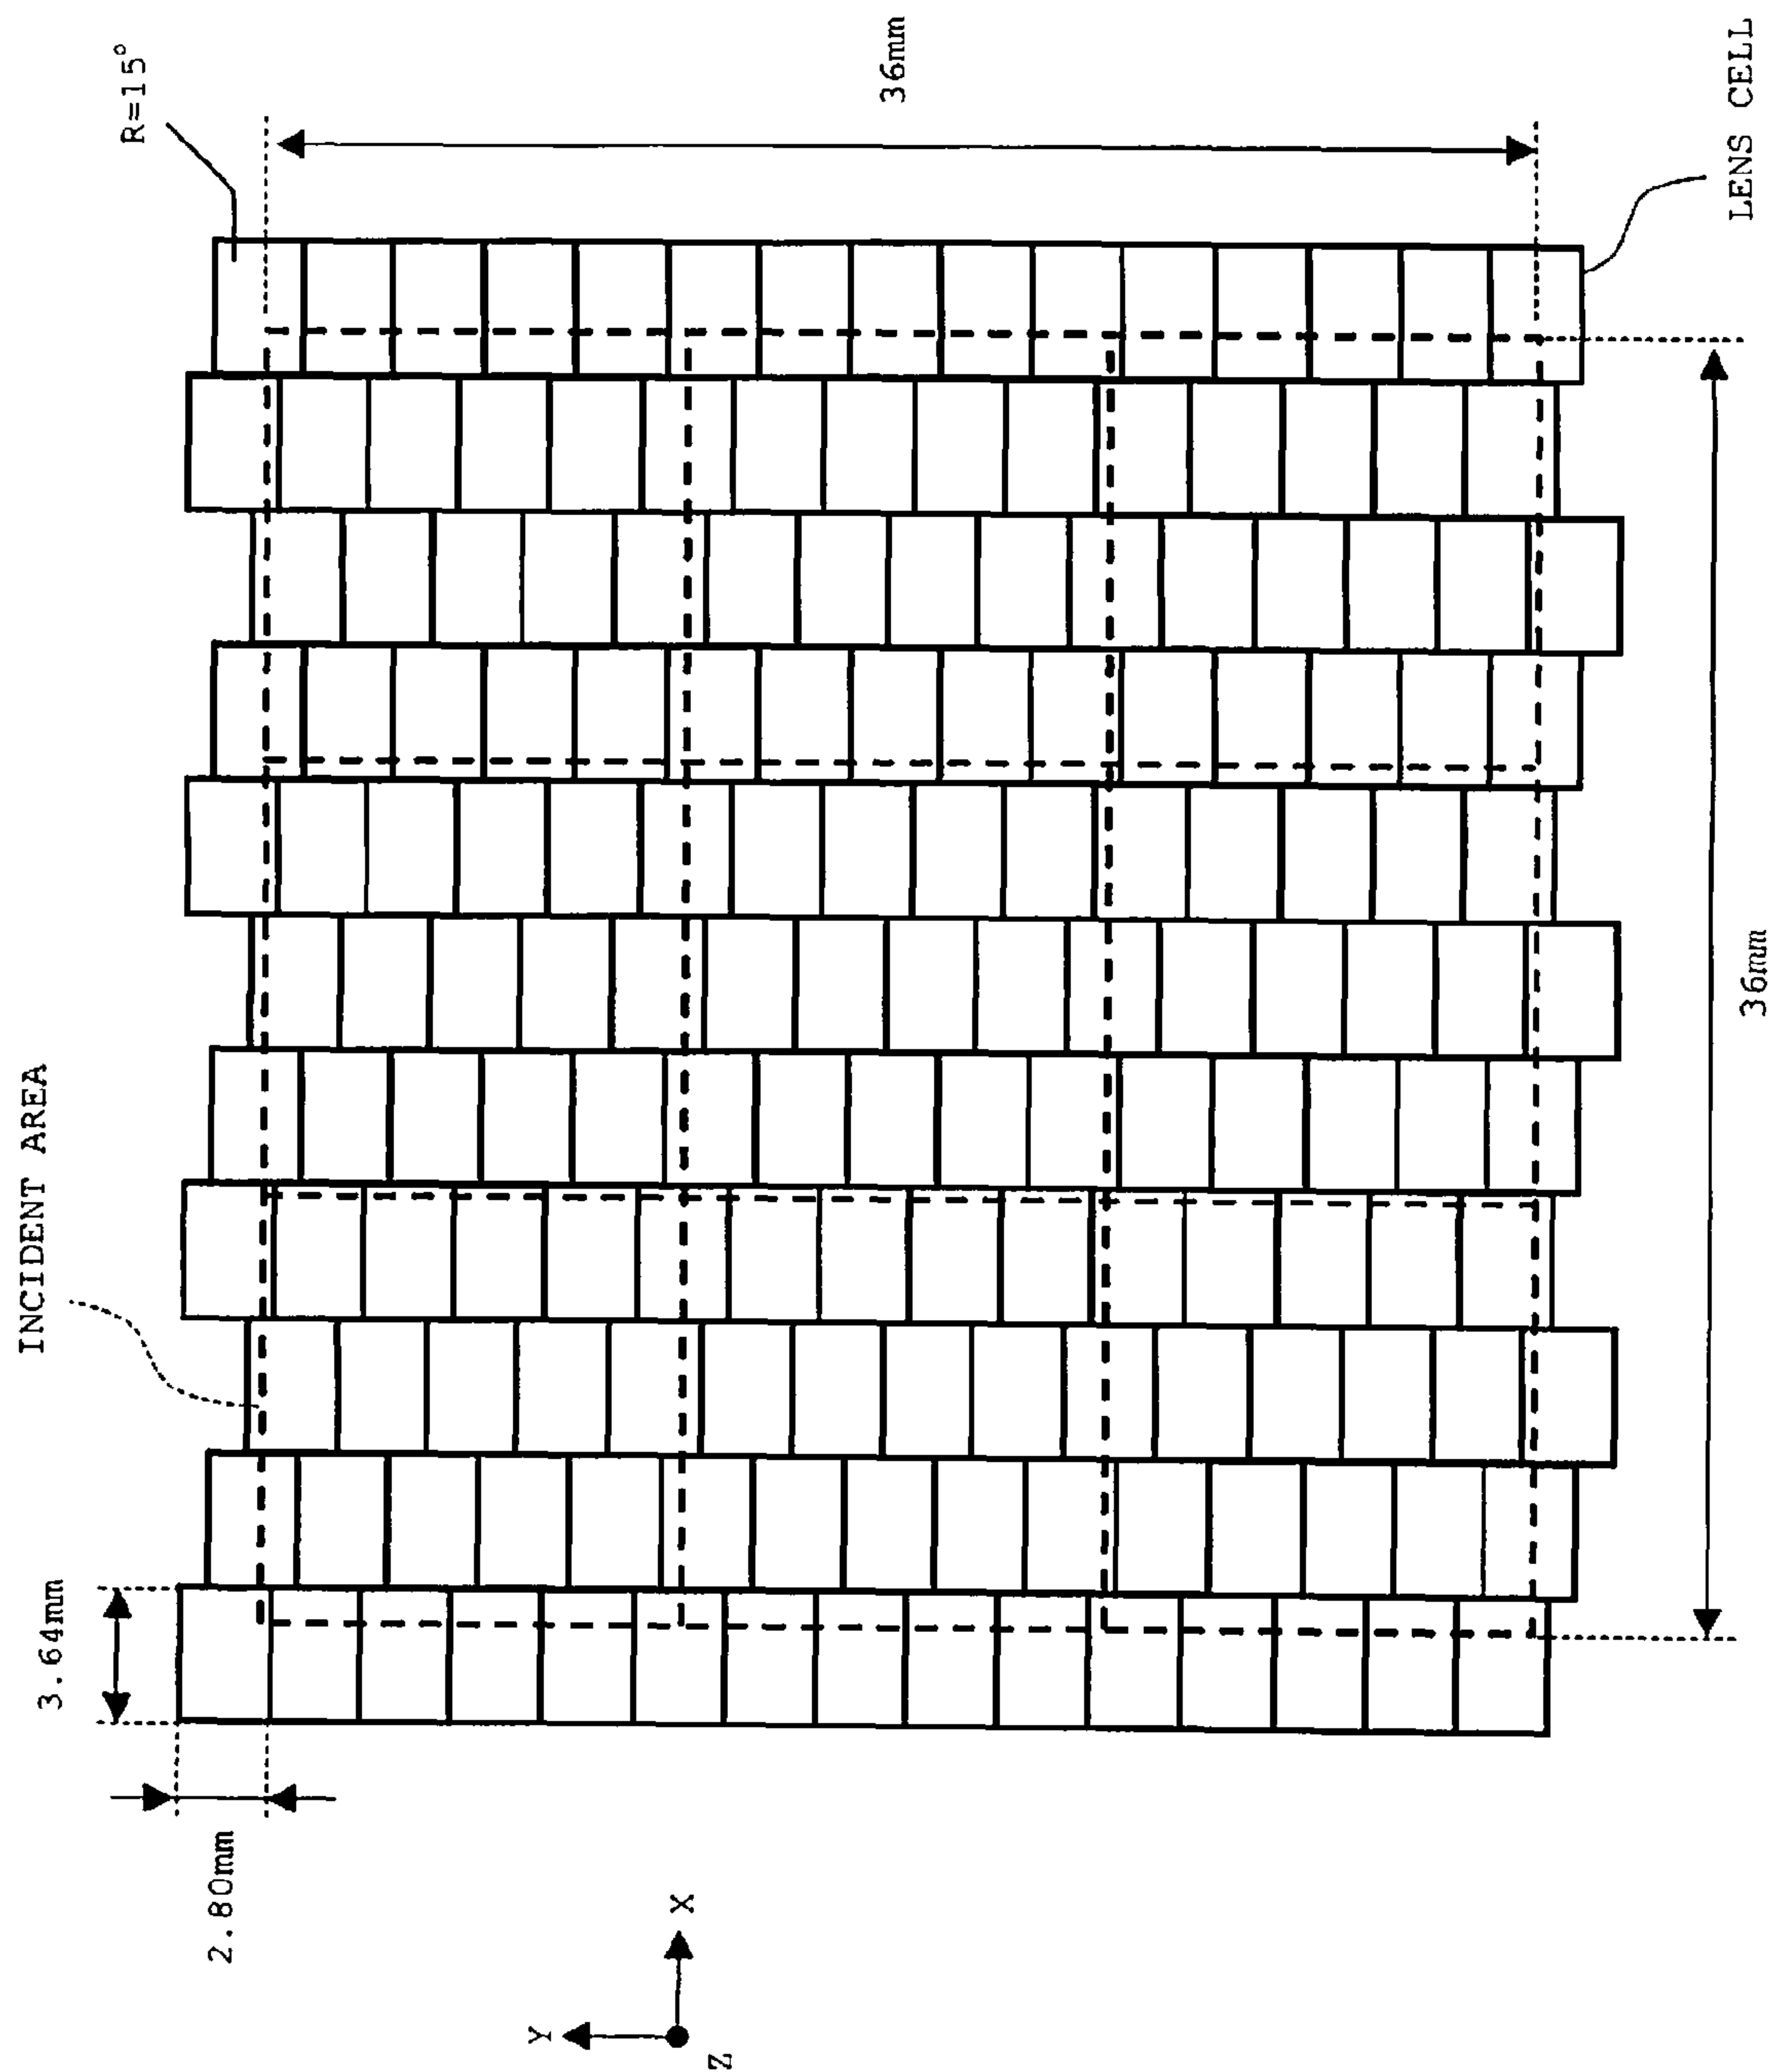 INCIDENT AREA
3.64mm
R=15°
2.80mm
Y
X
Z
36mm
36mm
LENS CELL